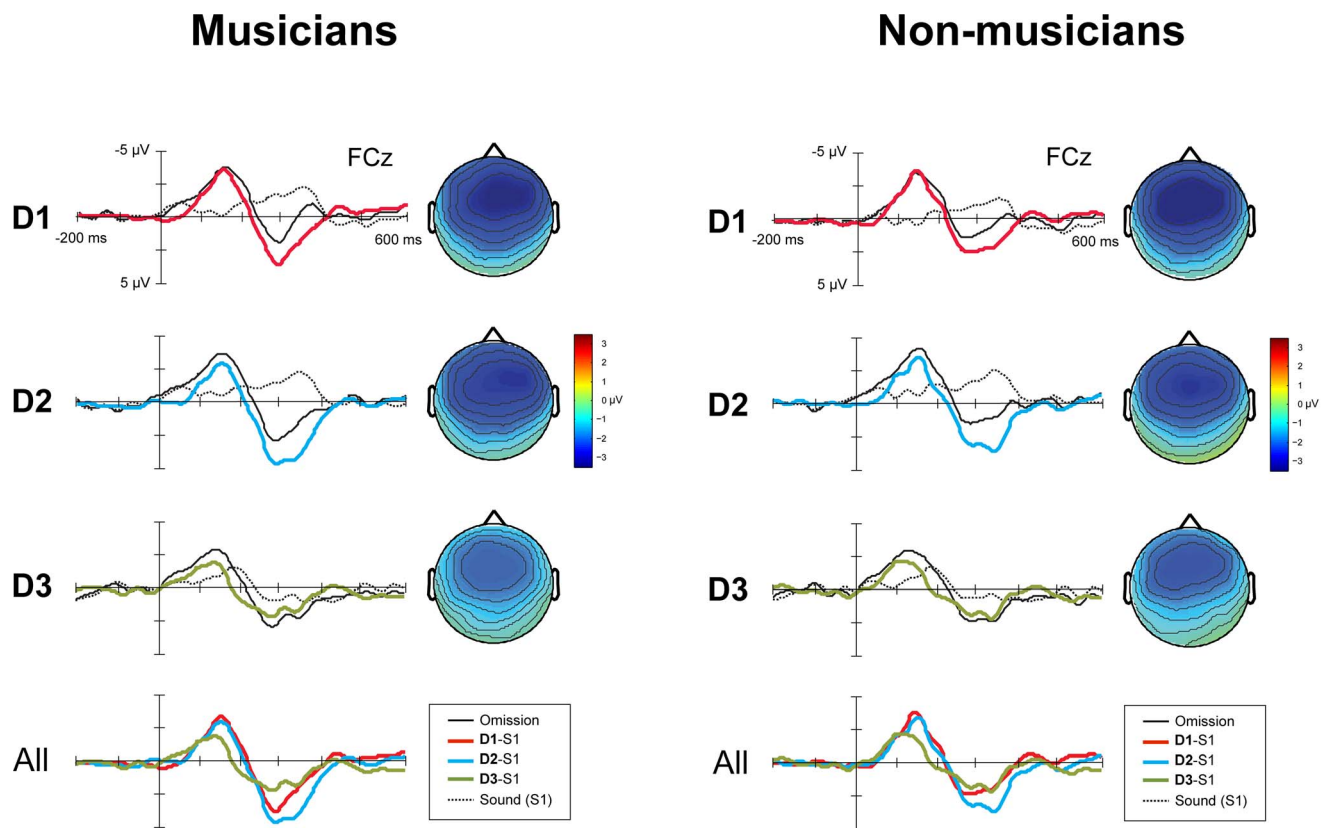 Musicians
Non-musicians
-5 µV
FCz
D1
-200 ms
600 ms
5 µV
-5 µV
FCz
D1
-200 ms
600 ms
5 µV
D2
3
2
1
0 µV
−1
−2
−3
D2
3
2
1
0 µV
−1
−2
−3
D3
D3
All
Omission
D1-S1
D2-S1
D3-S1
Sound (S1)
All
Omission
D1-S1
D2-S1
D3-S1
Sound (S1)